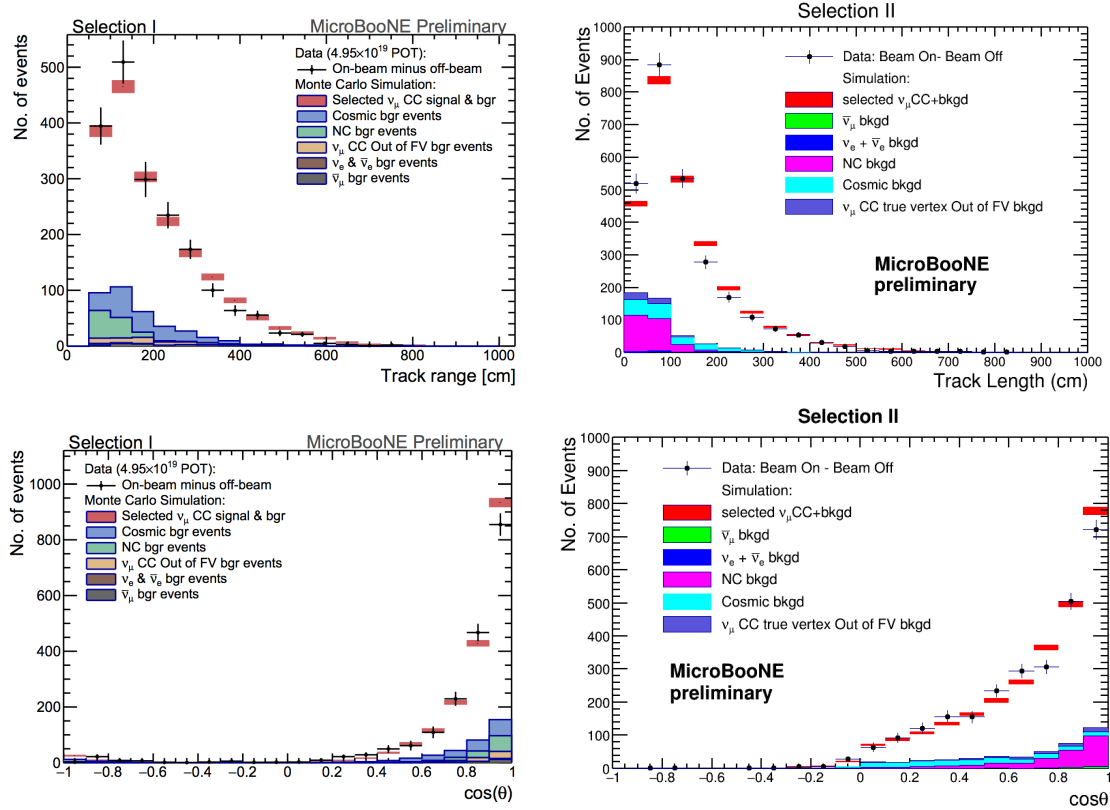 Selection I
MicroBooNE Preliminary
No. of events
500
400
300
200
100
0
Data (4.95×10¹⁹ POT):
On-beam minus off-beam
Monte Carlo Simulation:
Selected νμ CC signal & bgr
Cosmic bgr events
NC bgr events
νμ CC Out of FV bgr events
νe & ν̅e bgr events
ν̅μ bgr events
0 200 400 600 800 1000
Track range [cm]
Selection II
No. of Events
1000
900
800
700
600
500
400
300
200
100
0
Data: Beam On- Beam Off
Simulation:
selected νμCC+bkgd
ν̅μ bkgd
νe + ν̅e bkgd
NC bkgd
Cosmic bkgd
νμ CC true vertex Out of FV bkgd
MicroBooNE
preliminary
0 100 200 300 400 500 600 700 800 900 1000
Track Length (cm)
Selection I
MicroBooNE Preliminary
No. of events
1000
800
600
400
200
0
Data (4.95×10¹⁹ POT):
On-beam minus off-beam
Monte Carlo Simulation:
Selected νμ CC signal & bgr
Cosmic bgr events
NC bgr events
νμ CC Out of FV bgr events
νe & ν̅e bgr events
ν̅μ bgr events
−1 −0.8 −0.6 −0.4 −0.2 0 0.2 0.4 0.6 0.8 1
cos(θ)
Selection II
No. of Events
1000
900
800
700
600
500
400
300
200
100
0
Data: Beam On - Beam Off
Simulation:
selected νμCC+bkgd
ν̅μ bkgd
νe + ν̅e bkgd
NC bkgd
Cosmic bkgd
νμ CC true vertex Out of FV bkgd
MicroBooNE
preliminary
−1 −0.8 −0.6 −0.4 −0.2 0 0.2 0.4 0.6 0.8 1
cosθ